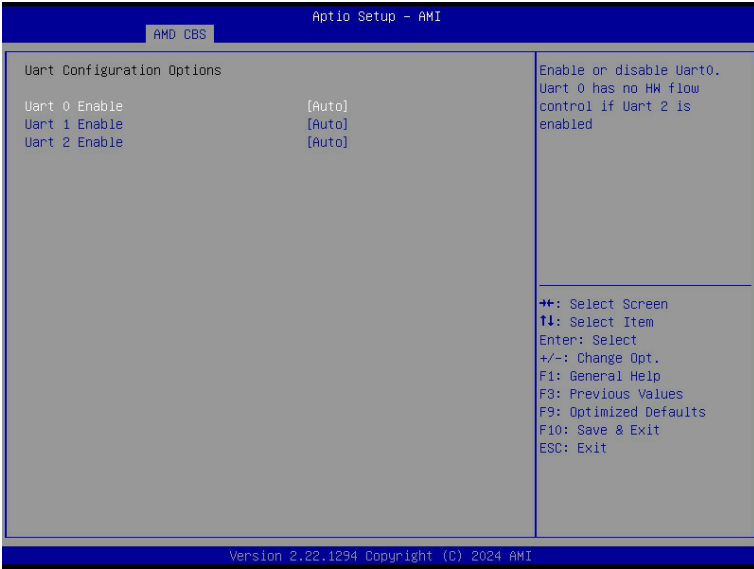 Aptio Setup – AMI
AMD CBS
Uart Configuration Options
Uart 0 Enable [Auto]
Uart 1 Enable [Auto]
Uart 2 Enable [Auto]
Enable or disable Uart0.
Uart 0 has no HW flow
control if Uart 2 is
enabled
→←: Select Screen
↑↓: Select Item
Enter: Select
+/-: Change Opt.
F1: General Help
F3: Previous Values
F9: Optimized Defaults
F10: Save & Exit
ESC: Exit
Version 2.22.1294 Copyright (C) 2024 AMI